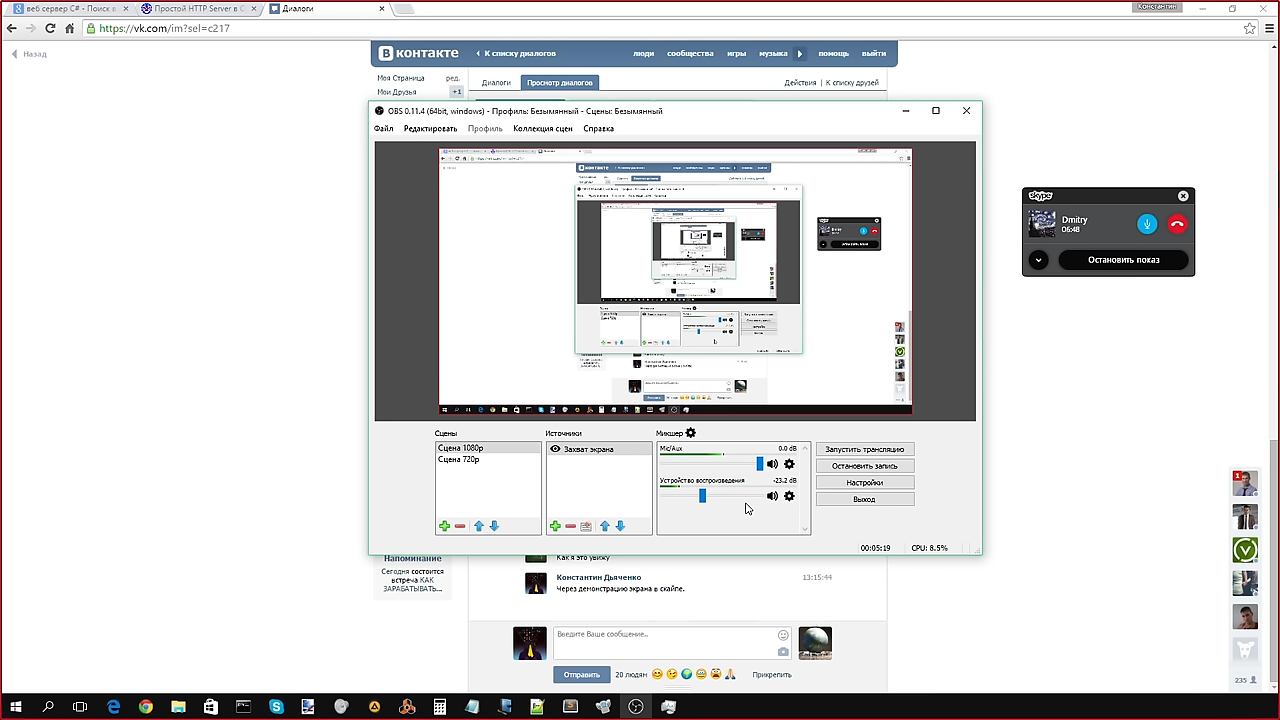 веб сервер C# - Поиск в
Простой HTTP Server в C
Диалоги
Константин
https://vk.com/im?sel=c217
Назад
Вконтакте
К списку диалогов
люди сообщества игры музыка помощь выйти
Моя Страница ред.
Мои Друзья +1
Диалоги Просмотр диалогов
Действия | К списку друзей
OBS 0.11.4 (64bit, windows) - Профиль: Безымянный - Сцены: Безымянный
Файл Редактировать Профиль Коллекция сцен Справка
skype
Dmitry
06:48
Остановить показ
Сцены
Сцена 1080p
Сцена 720p
Источники
Захват экрана
Микшер
Mic/Aux 0.0 dB
Устройство воспроизведения -23.2 dB
Запустить трансляцию
Остановить запись
Настройки
Выход
00:05:19 CPU: 8.5%
Напоминание
Сегодня состоится
встреча КАК
ЗАРАБАТЫВАТЬ...
Как я это увижу
Константин Дьяченко 13:15:44
Через демонстрацию экрана в скайпе.
Введите Ваше сообщение...
Отправить 20 людям Прикрепить
1
235